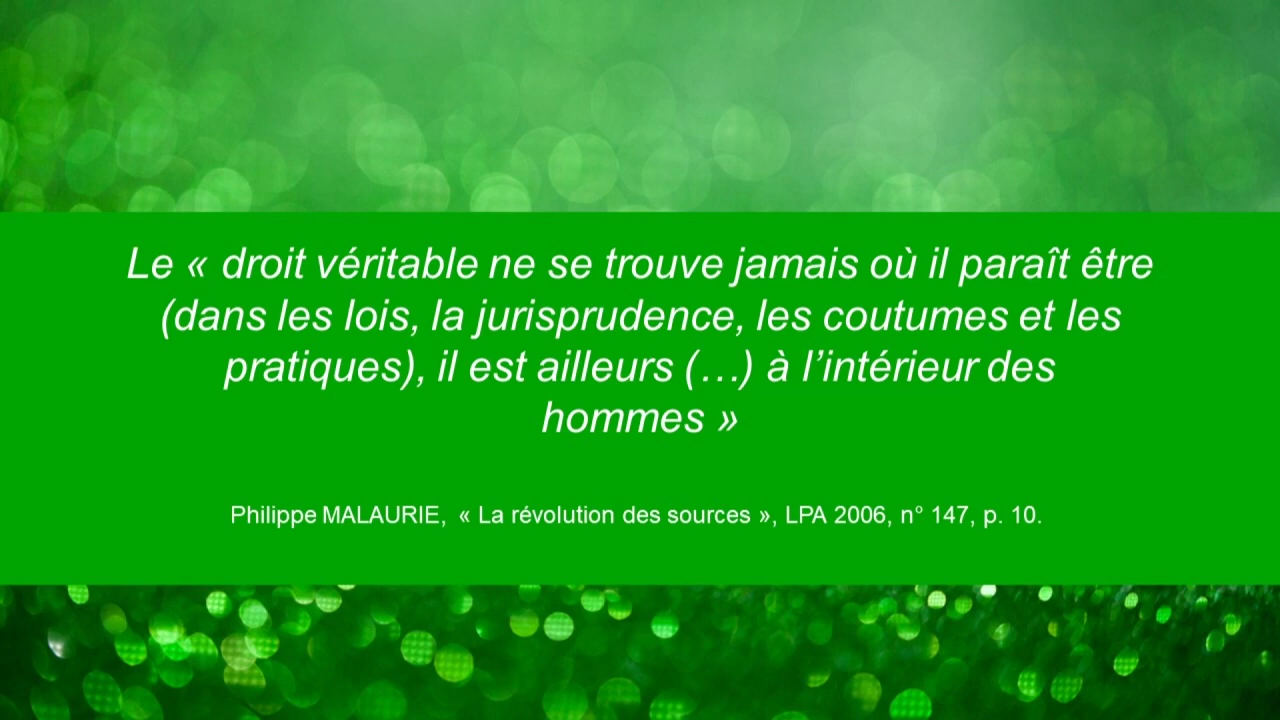 Le « droit véritable ne se trouve jamais où il paraît être
(dans les lois, la jurisprudence, les coutumes et les
pratiques), il est ailleurs (…) à l’intérieur des
hommes »
Philippe MALAURIE, « La révolution des sources », LPA 2006, n° 147, p. 10.